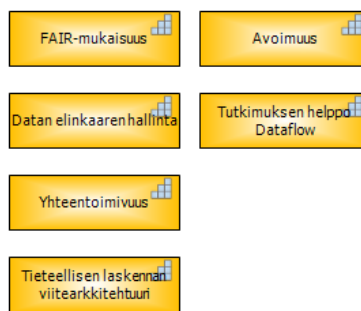 FAIR-mukaisuus
Avoimuus
Datan elinkaaren hallinta
Tutkimuksen helppo
Dataflow
Yhteentoimivuus
Tieteellisen laskennan
viitearkkitehtuuri